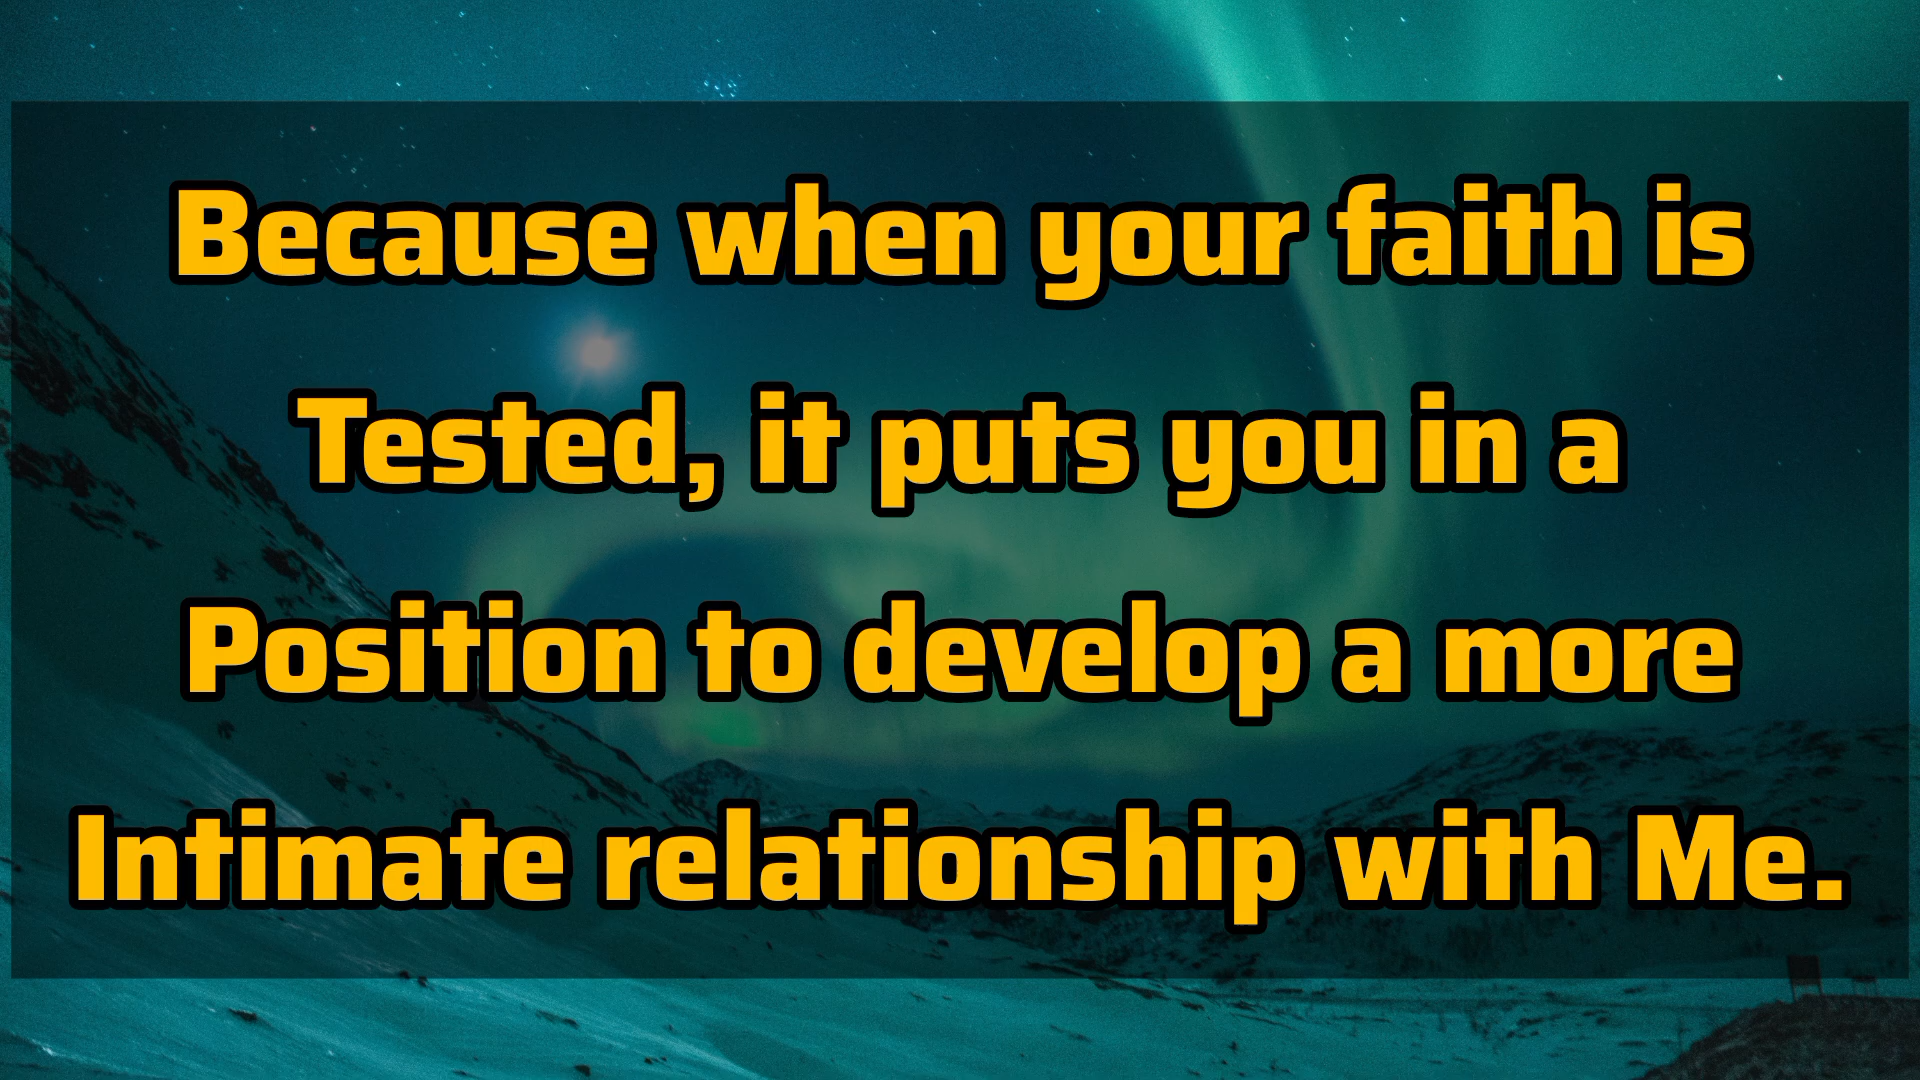 Because when your faith is
Tested, it puts you in a
Position to develop a more
Intimate relationship with Me.